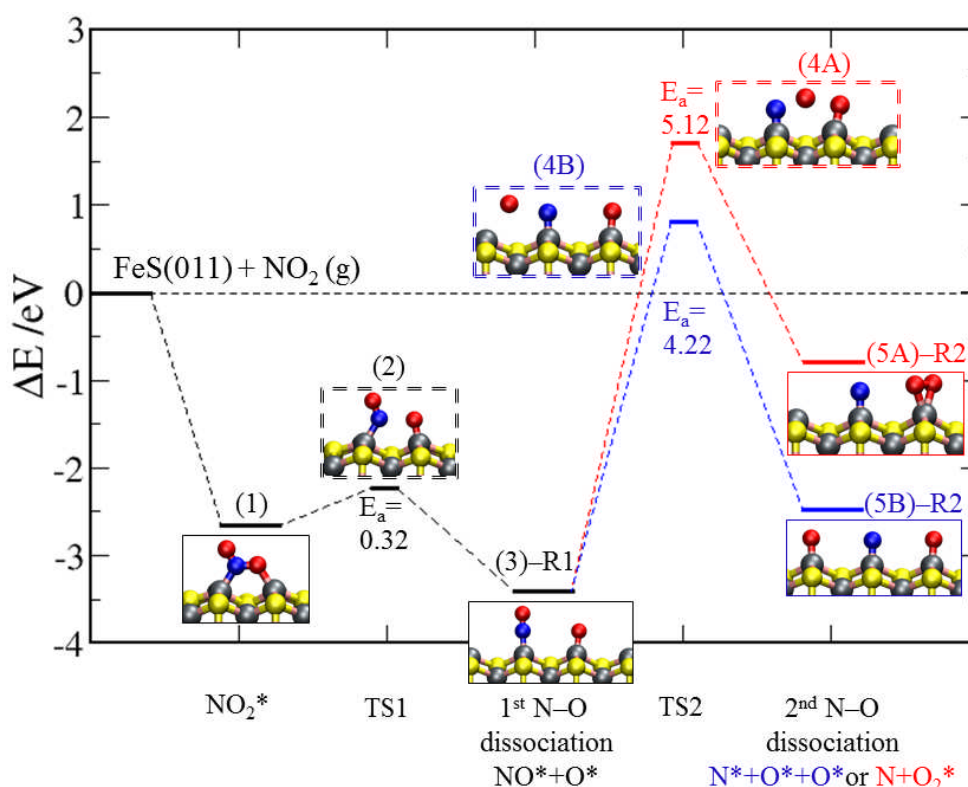 3
2
1
0
-1
-2
-3
-4
ΔE /eV
FeS(011) + NO₂ (g)
(1)
(2)
Eₐ=
0.32
(3)–R1
(4B)
Eₐ=
4.22
Eₐ=
5.12
(4A)
(5A)–R2
(5B)–R2
NO₂*
TS1
1ˢᵗ N–O
dissociation
NO*+O*
TS2
2ⁿᵈ N–O
dissociation
N*+O*+O* or N+O₂*